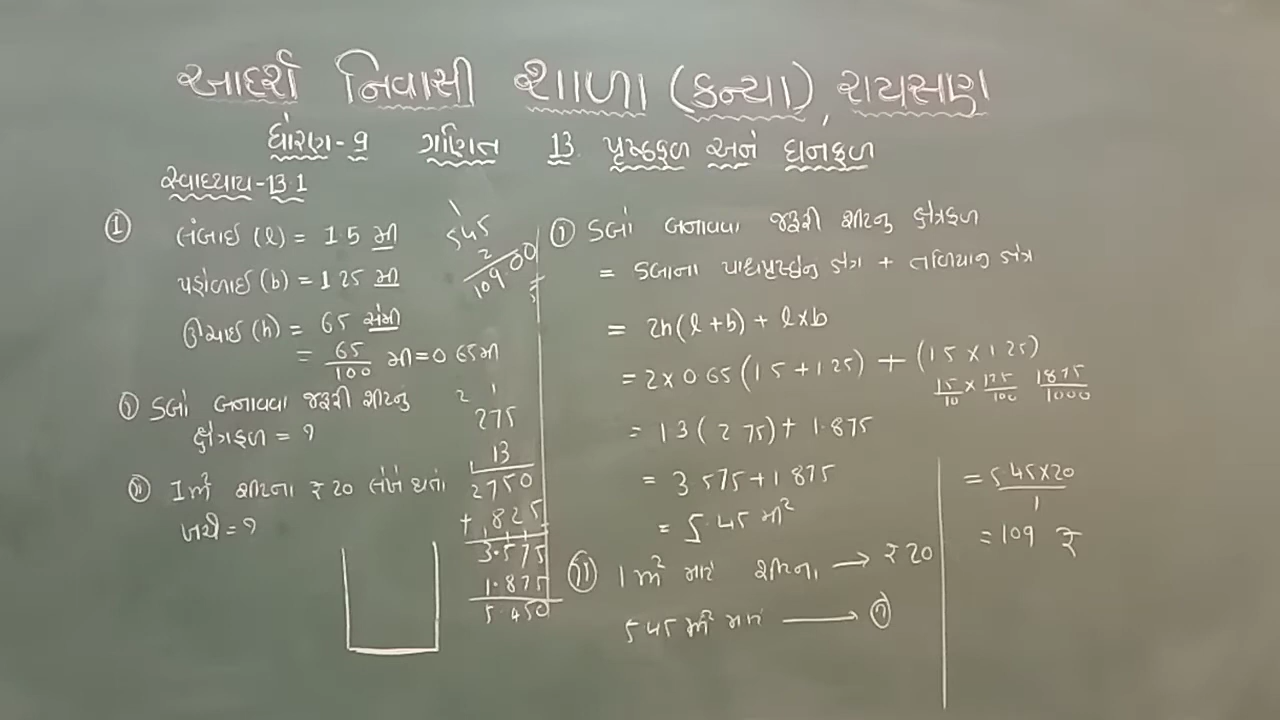 આદર્શ નિવાસી શાળા (કન્યા), રાયસણ
ધોરણ-9 ગણિત 13. પૃષ્ઠફળ અને ઘનફળ
સ્વાધ્યાય-13.1
①
લંબાઈ (l) = 1.5 મી
પહોળાઈ (b) = 1.25 મી
ઊંચાઈ (h) = 65 સેમી
= 65/100 મી = 0.65 મી
① ડબો બનાવવા જરૂરી શીટનું
ક્ષેત્રફળ = ?
ⅱ 1m² શીટના ₹ 20 લેખે થતો
ખર્ચ = ?
545
2
109.00
275
13
2750
+ 825
3.575
1.875
5.450
① ડબો બનાવવા જરૂરી શીટનુ ક્ષેત્રફળ
= ડબાના પાર્શ્વપૃષ્ઠનુ ક્ષેત્ર + તળિયાનુ ક્ષેત્ર
= 2h(l+b) + l×b
= 2×0.65 (1.5+1.25) + (1.5×1.25)
15/10 × 125/100 1875/1000
= 1.3 (2.75) + 1.875
= 3.575 + 1.875
= 5.45 મી²
ⅱ 1m² માટે શીટના → ₹ 20
5.45 m² માટે → ?
= 5.45×20/1
= 109 ₹